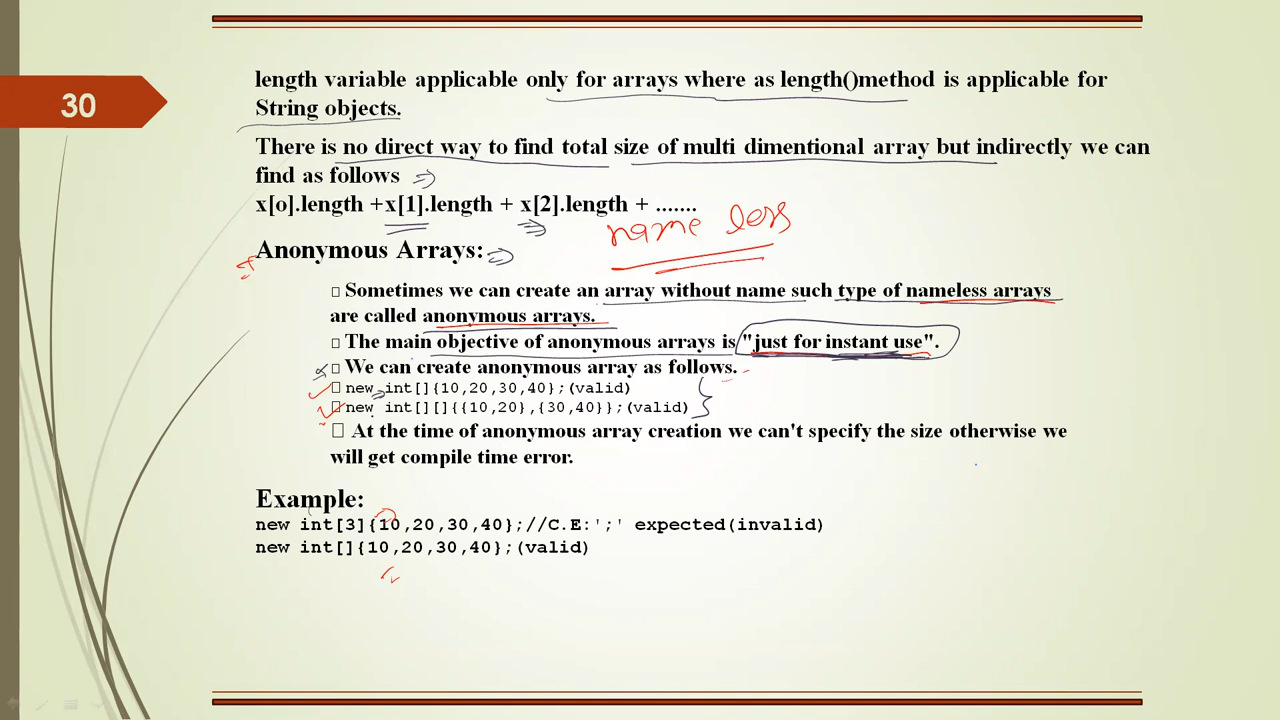 30
length variable applicable only for arrays where as length()method is applicable for
String objects.
There is no direct way to find total size of multi dimentional array but indirectly we can
find as follows
x[o].length +x[1].length + x[2].length + .......
name less
Anonymous Arrays:
Sometimes we can create an array without name such type of nameless arrays
are called anonymous arrays.
The main objective of anonymous arrays is "just for instant use".
We can create anonymous array as follows.
new int[]{10,20,30,40};(valid)
new int[][]{{10,20},{30,40}};(valid)
At the time of anonymous array creation we can't specify the size otherwise we
will get compile time error.
Example:
new int[3]{10,20,30,40};//C.E:';' expected(invalid)
new int[]{10,20,30,40};(valid)